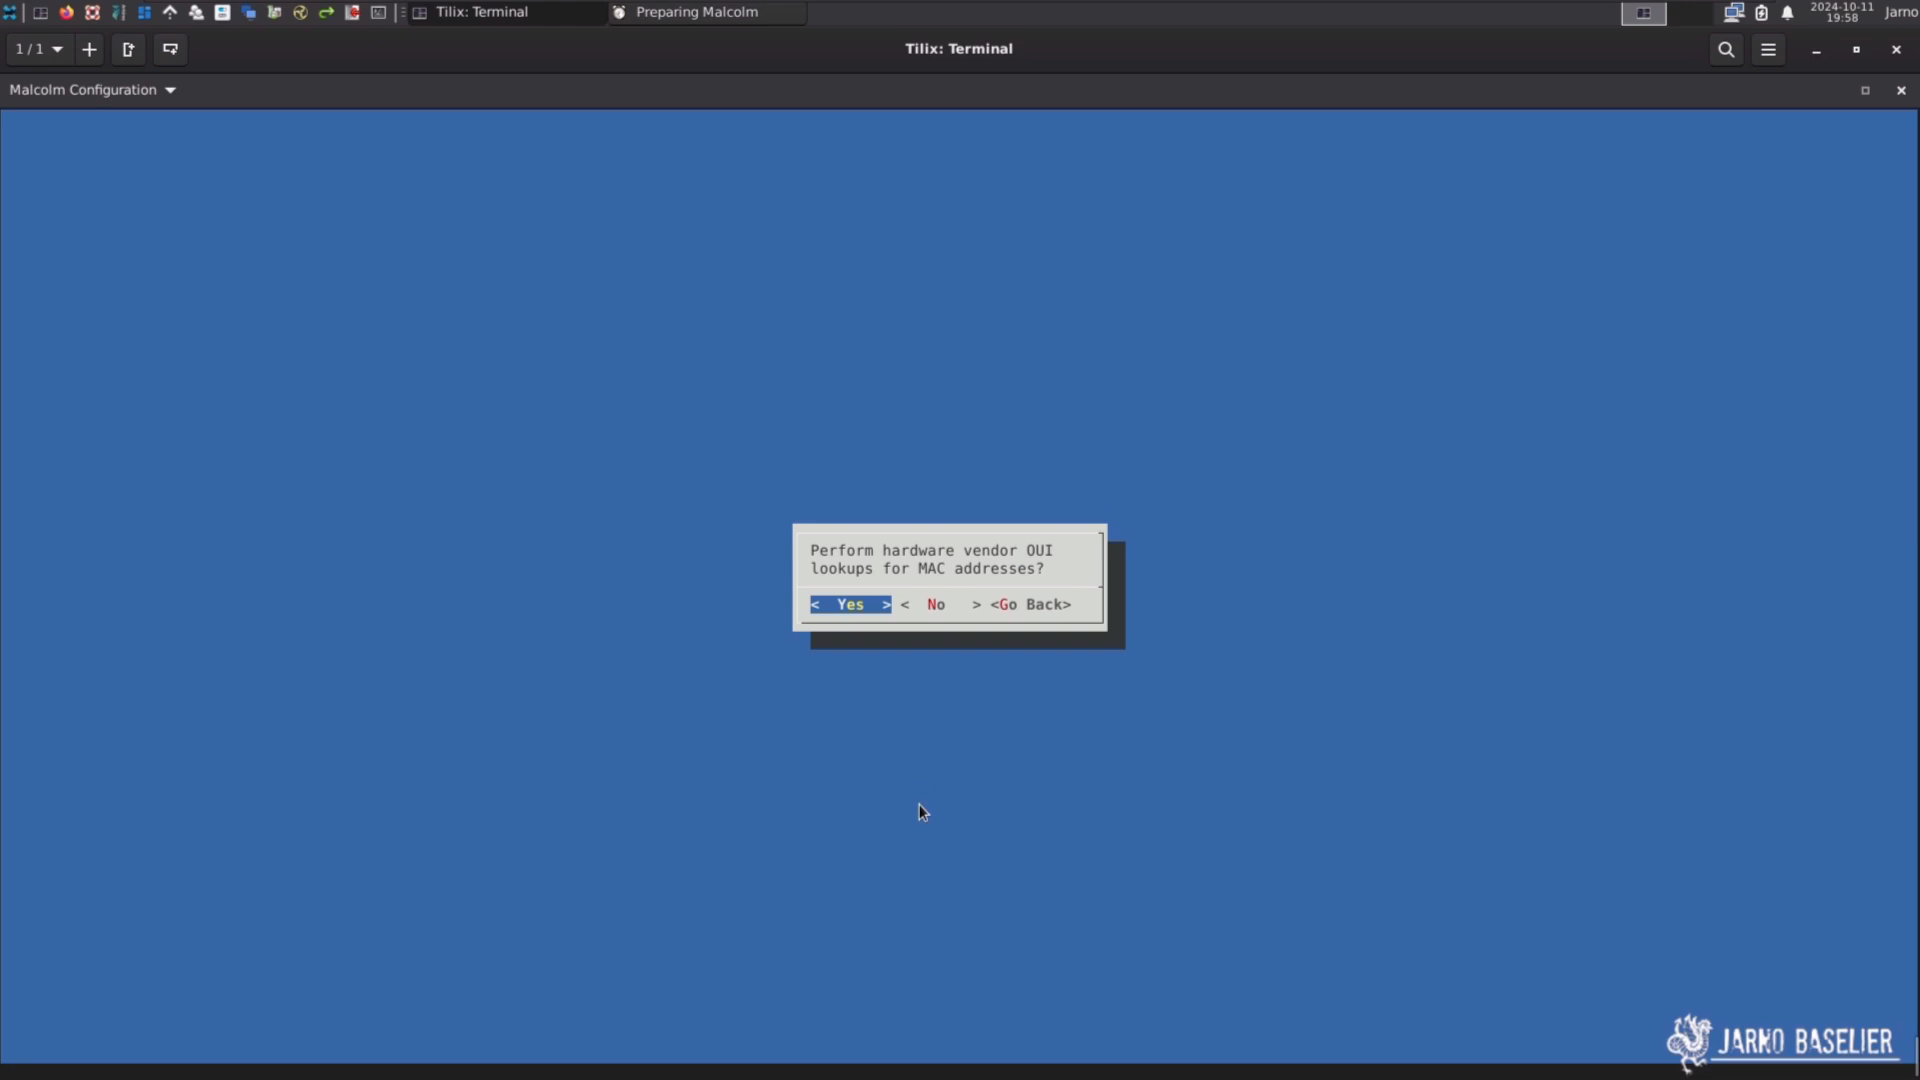 Tilix: Terminal
Preparing Malcolm
2024-10-11
19:58
Jarno
1 / 1
Tilix: Terminal
Malcolm Configuration
Perform hardware vendor OUI
lookups for MAC addresses?
< Yes > < No > <Go Back>
JARNO BASELIER